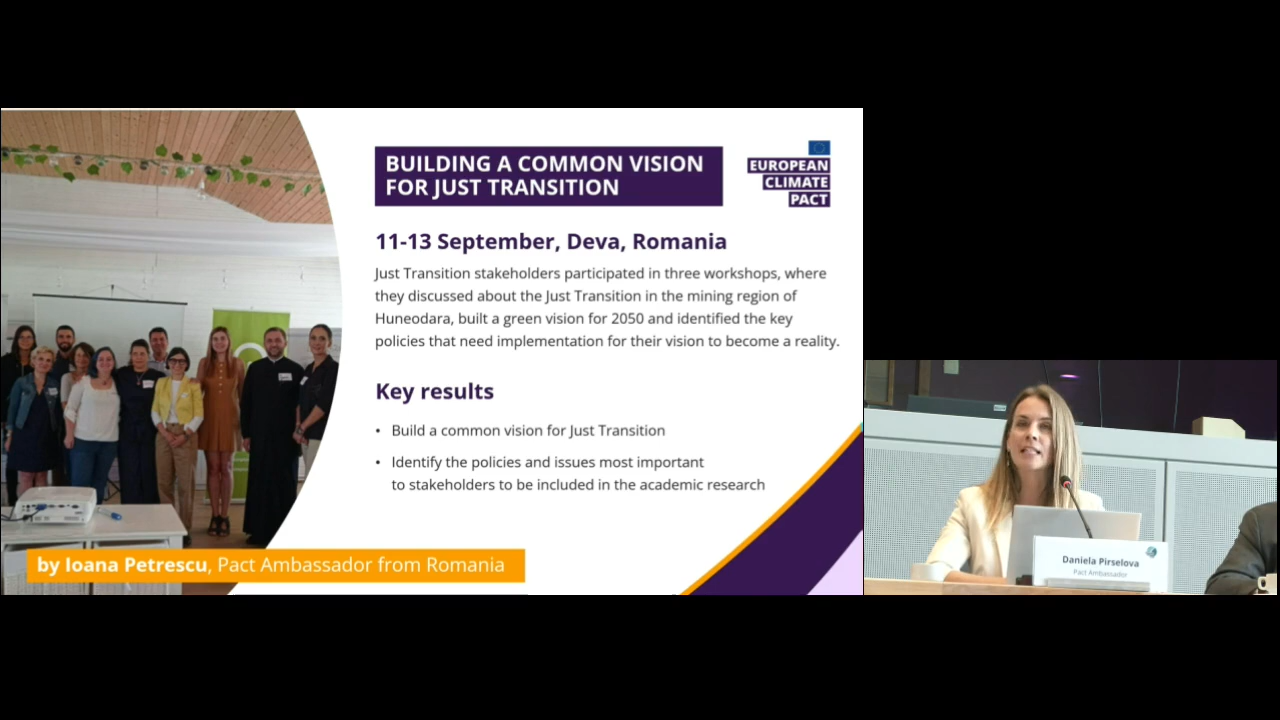 BUILDING A COMMON VISION
FOR JUST TRANSITION
EUROPEAN
CLIMATE
PACT
11-13 September, Deva, Romania
Just Transition stakeholders participated in three workshops, where
they discussed about the Just Transition in the mining region of
Huneodara, built a green vision for 2050 and identified the key
policies that need implementation for their vision to become a reality.
Key results
• Build a common vision for Just Transition
• Identify the policies and issues most important
to stakeholders to be included in the academic research
by Ioana Petrescu, Pact Ambassador from Romania
Daniela Pirselova
Pact Ambassador